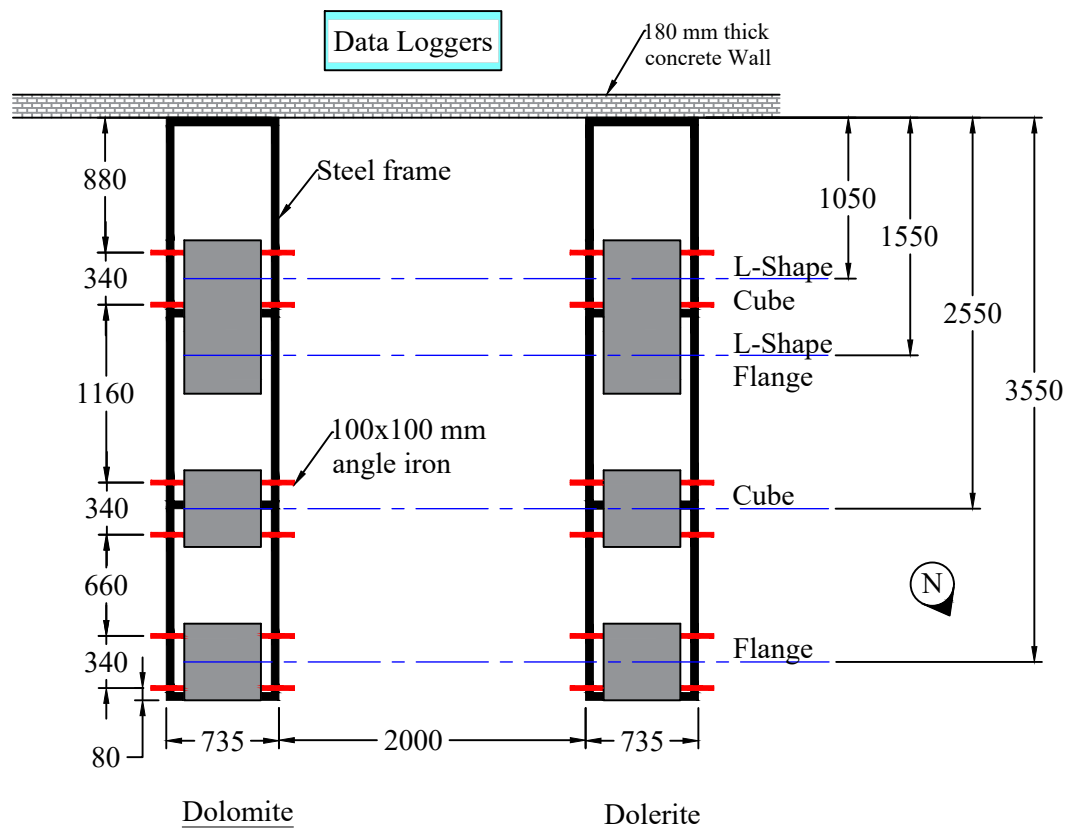 Data Loggers
180 mm thick
concrete Wall
880
Steel frame
1050
1550
340
L-Shape
Cube
2550
L-Shape
Flange
3550
1160
100x100 mm
angle iron
340
Cube
660
N
340
Flange
80
735
2000
735
Dolomite
Dolerite